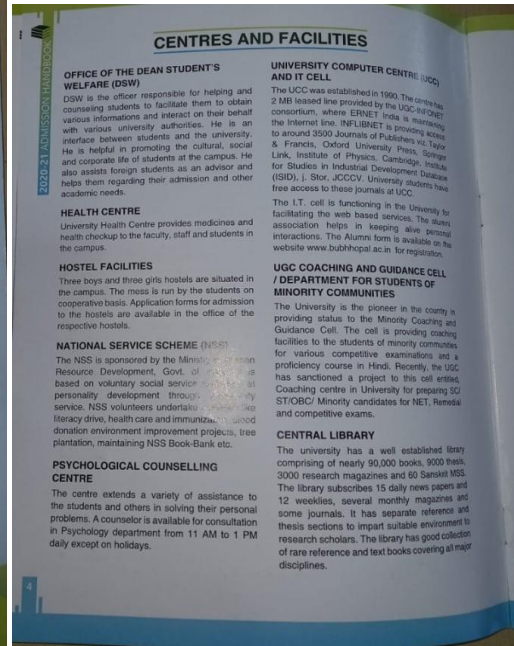 CENTRES AND FACILITIES
2020-21 ADMISSION HANDBOOK
OFFICE OF THE DEAN STUDENT'S
WELFARE (DSW)
DSW is the officer responsible for helping and
counseling students to facilitate them to obtain
various informations and interact on their behalf
with various university authorities. He is an
interface between students and the university.
He is helpful in promoting the cultural, social
and corporate life of students at the campus. He
also assists foreign students as an advisor and
helps them regarding their admission and other
academic needs.
HEALTH CENTRE
University Health Centre provides medicines and
health checkup to the faculty, staff and students in
the campus.
HOSTEL FACILITIES
Three boys and three girls hostels are situated in
the campus. The mess is run by the students on
cooperative basis. Application forms for admission
to the hostels are available in the office of the
respective hostels.
NATIONAL SERVICE SCHEME (NSS)
The NSS is sponsored by the
Resource Development, Govt. of
based on voluntary social service
personality development through
service. NSS volunteers undertake
literacy drive, health care and blood
donation environment improvement projects, tree
plantation, maintaining NSS Book-Bank etc.
PSYCHOLOGICAL COUNSELLING
CENTRE
The centre extends a variety of assistance to
the students and others in solving their personal
problems. A counselor is available for consultation
in Psychology department from 11 AM to 1 PM
daily except on holidays.
UNIVERSITY COMPUTER CENTRE (UCC)
AND IT CELL
The UCC was established in 1990. The centre has
2 MB leased line provided by the UGC-INFONET
consortium, where ERNET India is maintaining
the Internet line. INFLIBNET is providing access
to around 3500 Journals of Publishers viz. Taylor
& Francis, Oxford University Press, Springer
Link, Institute of Physics, Cambridge, Institute
for Studies in Industrial Development Database
(ISID), j. Stor, JCCCV. University students have
free access to these journals at UCC.
The I.T. cell is functioning in the University for
facilitating the web based services. The alumni
association helps in keeping alive personal
interactions. The Alumni form is available on the
website www.bubhopal.ac.in for registration.
UGC COACHING AND GUIDANCE CELL
/ DEPARTMENT FOR STUDENTS OF
MINORITY COMMUNITIES
The University is the pioneer in the country in
providing status to the Minority Coaching and
Guidance Cell. The cell is providing coaching
facilities to the students of minority communities
for various competitive examinations and a
proficiency course in Hindi. Recently, the UGC
has sanctioned a project to this cell entitled,
Coaching centre in University for preparing SC/
ST/OBC/ Minority candidates for NET, Remedial
and competitive exams.
CENTRAL LIBRARY
The university has a well established library
comprising of nearly 90,000 books, 9000 thesis,
3000 research magazines and 60 Sanskrit MSS.
The library subscribes 15 daily news papers and
12 weeklies, several monthly magazines and
some journals. It has separate reference and
thesis sections to impart suitable environment to
research scholars. The library has good collection
of rare reference and text books covering all major
disciplines.
4